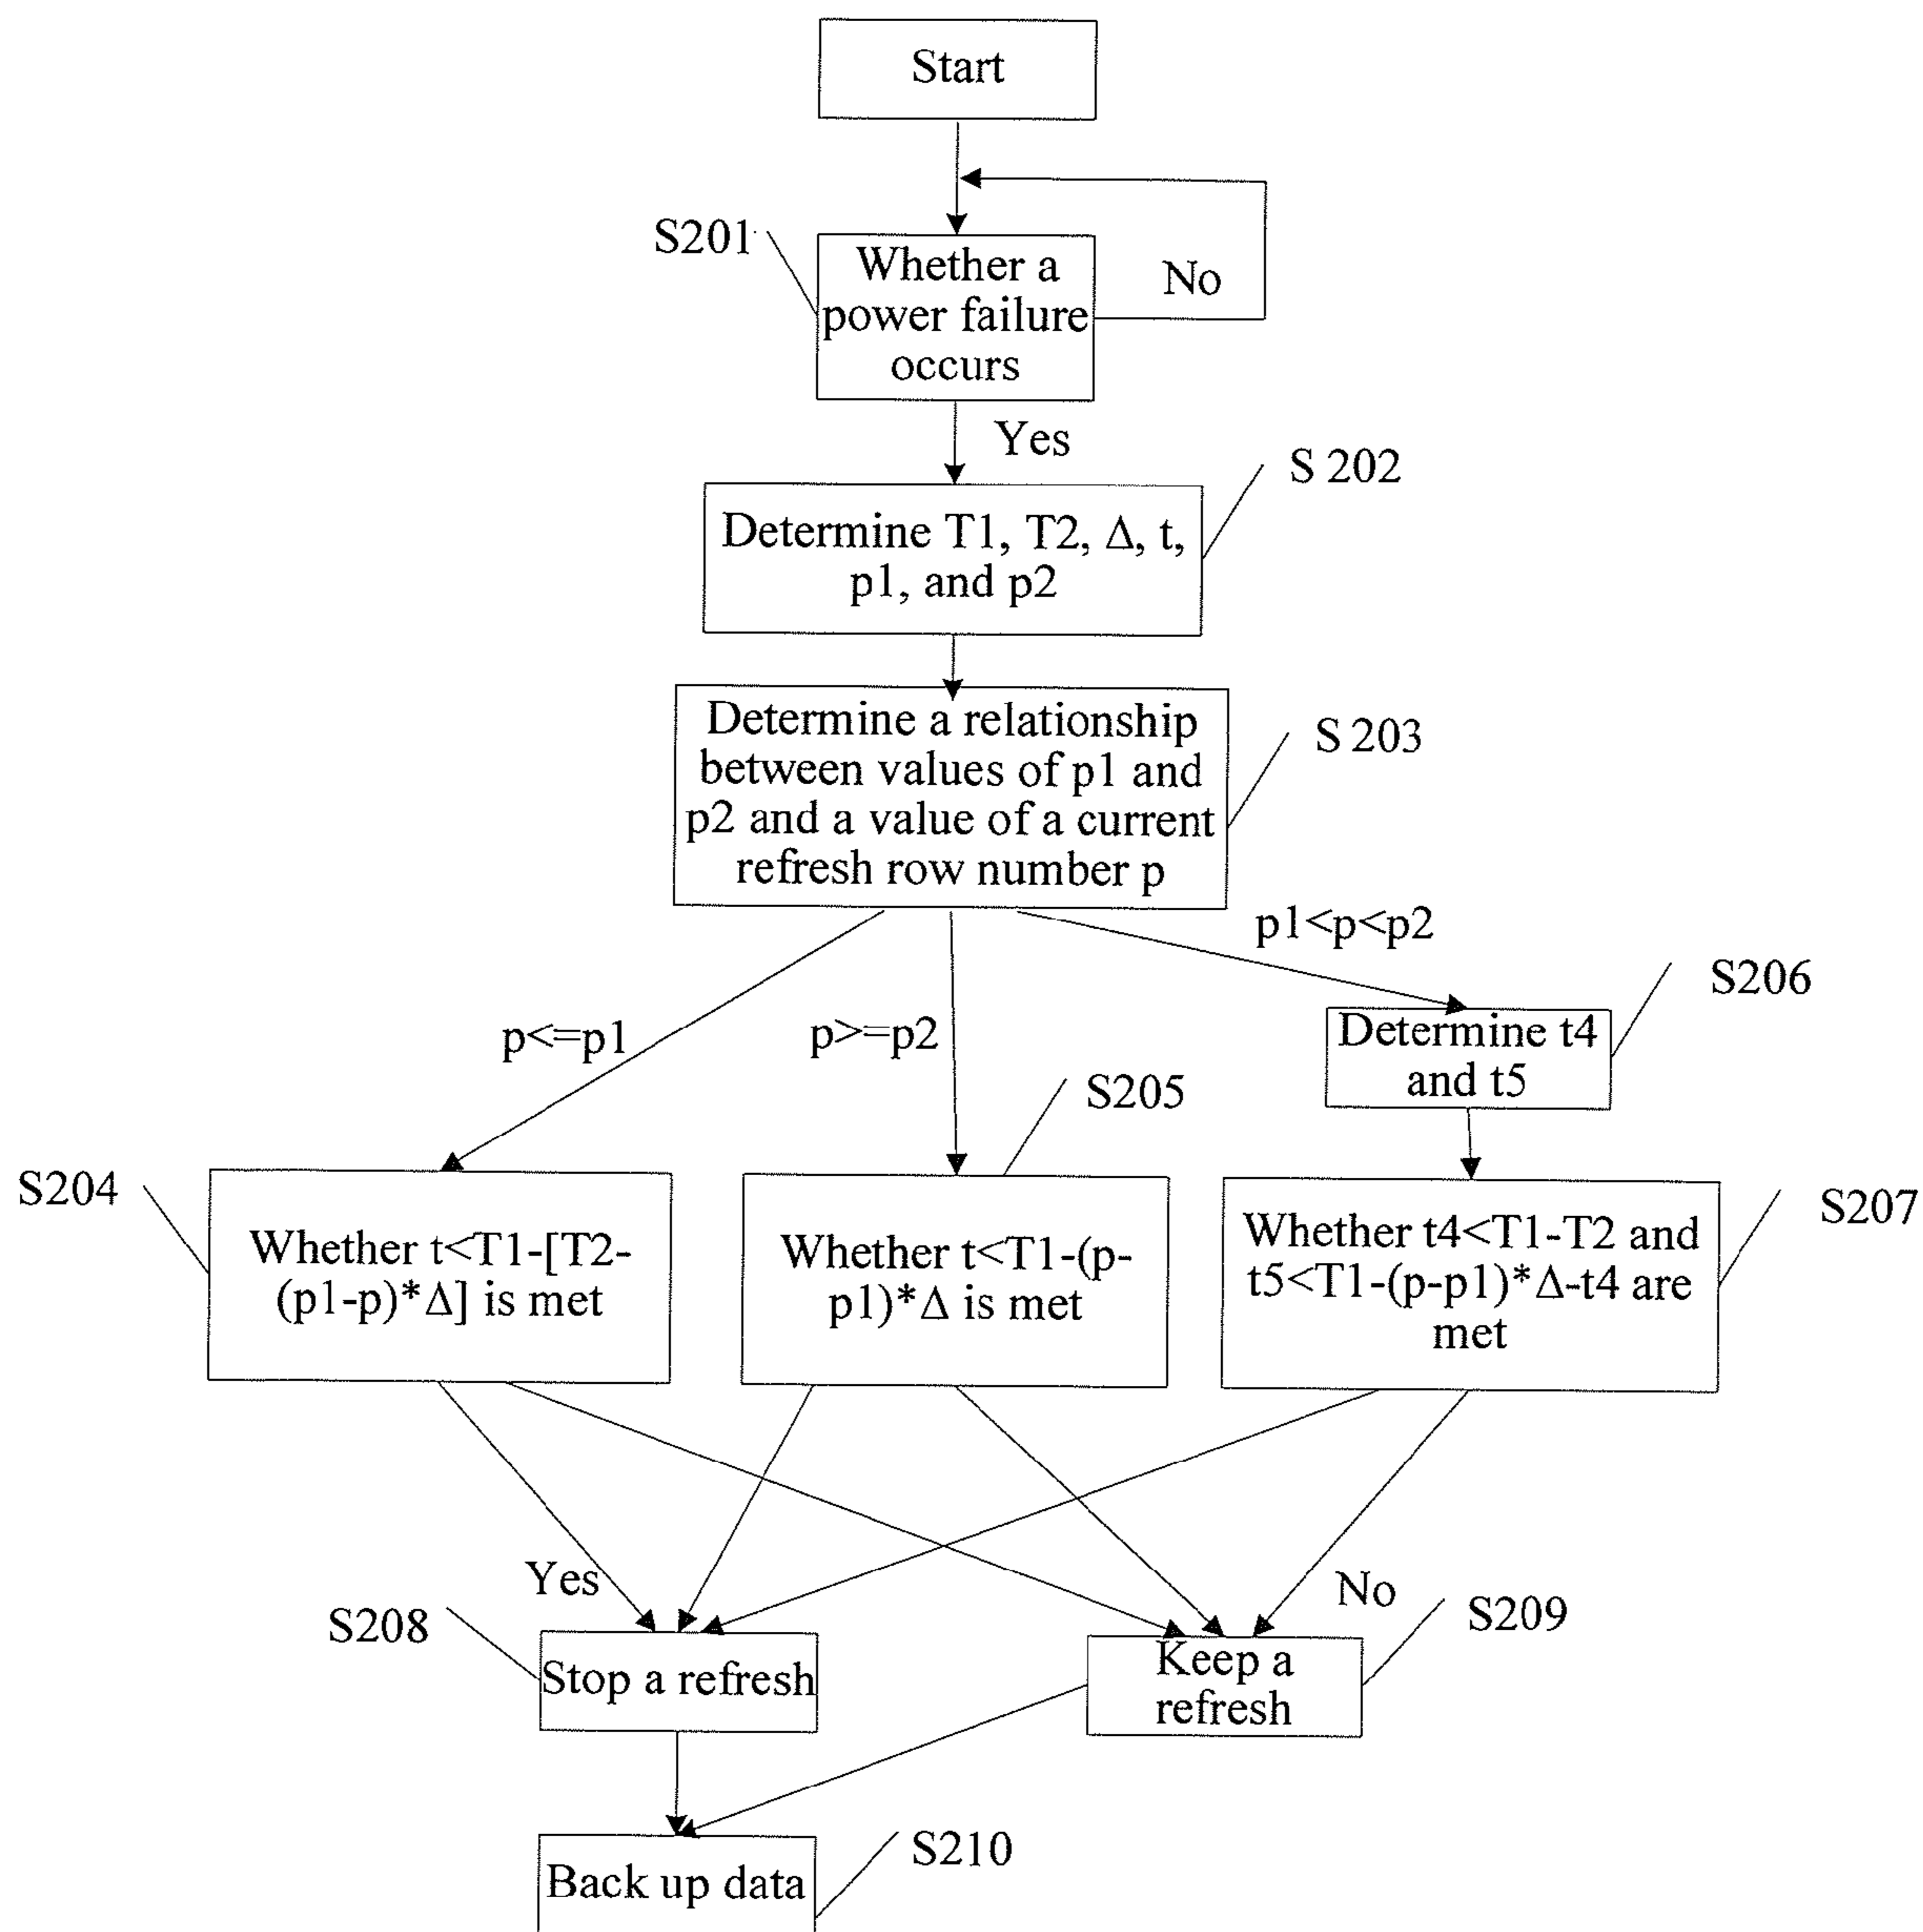 Start
S201
Whether a
power failure
occurs
No
Yes
S 202
Determine T1, T2, Δ, t,
p1, and p2
Determine a relationship
between values of p1 and
p2 and a value of a current
refresh row number p
S 203
p1<p<p2
p<=p1
p>=p2
S206
Determine t4
and t5
S205
S204
Whether t<T1-[T2-
(p1-p)*Δ] is met
Whether t<T1-(p-
p1)*Δ is met
Whether t4<T1-T2 and
t5<T1-(p-p1)*Δ-t4 are
met
S207
Yes
No
S208
Stop a refresh
Keep a
refresh
S209
Back up data
S210